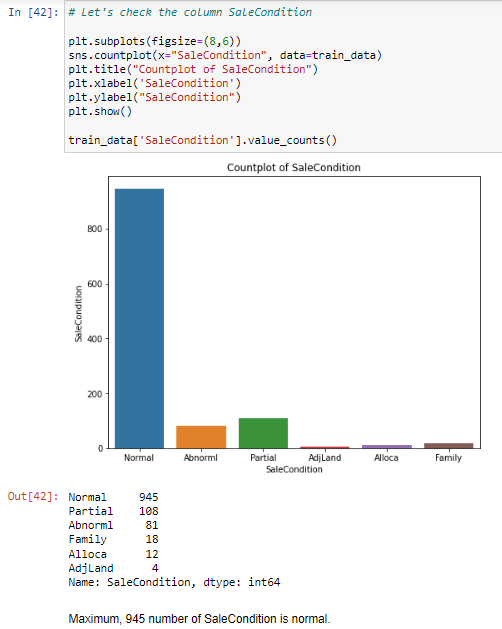 In [42]: # Let's check the column SaleCondition
plt.subplots(figsize=(8,6))
sns.countplot(x="SaleCondition", data=train_data)
plt.title("Countplot of SaleCondition")
plt.xlabel('SaleCondition')
plt.ylabel("SaleCondition")
plt.show()
train_data['SaleCondition'].value_counts()
Countplot of SaleCondition
SaleCondition
800
600
400
200
0
Normal Abnorml Partial AdjLand Alloca Family
SaleCondition
Out[42]: Normal 945
Partial 108
Abnorml 81
Family 18
Alloca 12
AdjLand 4
Name: SaleCondition, dtype: int64
Maximum, 945 number of SaleCondition is normal.